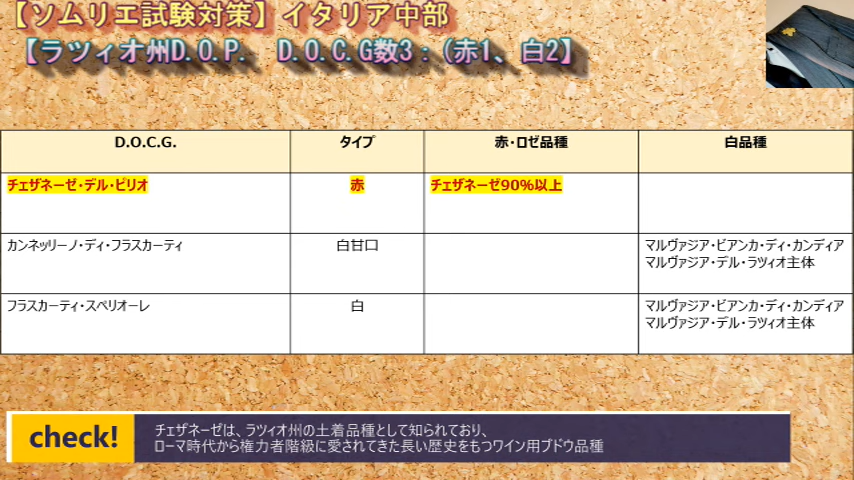 【ソムリエ試験対策】イタリア中部
【ラツィオ州D.O.P. D.O.C.G数3：(赤1、白2】
D.O.C.G. タイプ 赤・ロゼ品種 白品種
チェザネーゼ・デル・ピリオ 赤 チェザネーゼ90%以上
カンネッリーノ・ディ・フラスカーティ 白甘口 マルヴァジア・ビアンカ・ディ・カンディア
マルヴァジア・デル・ラツィオ主体
フラスカーティ・スペリオーレ 白 マルヴァジア・ビアンカ・ディ・カンディア
マルヴァジア・デル・ラツィオ主体
check!
チェザネーゼは、ラツィオ州の土着品種として知られており、
ローマ時代から権力者階級に愛されてきた長い歴史をもつワイン用ブドウ品種